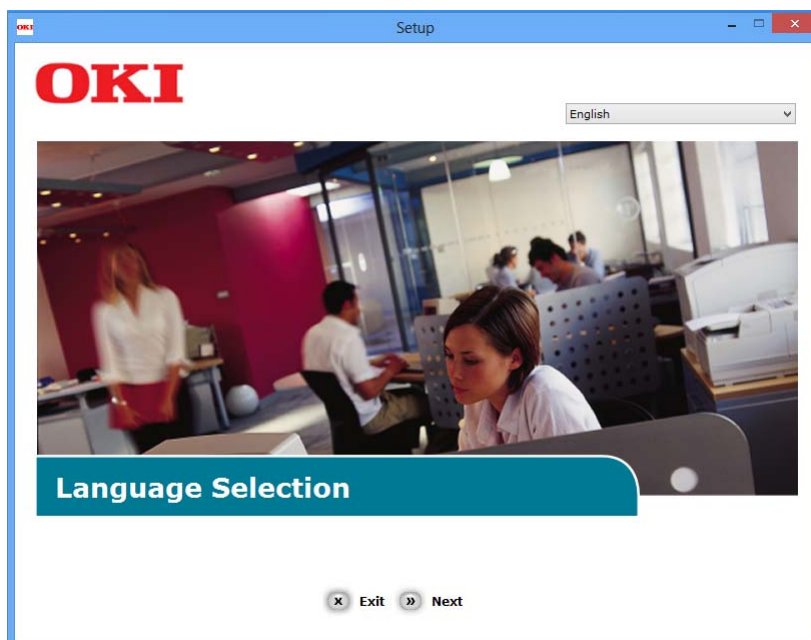 OKI
Setup
OKI
English
Language Selection
Exit
Next